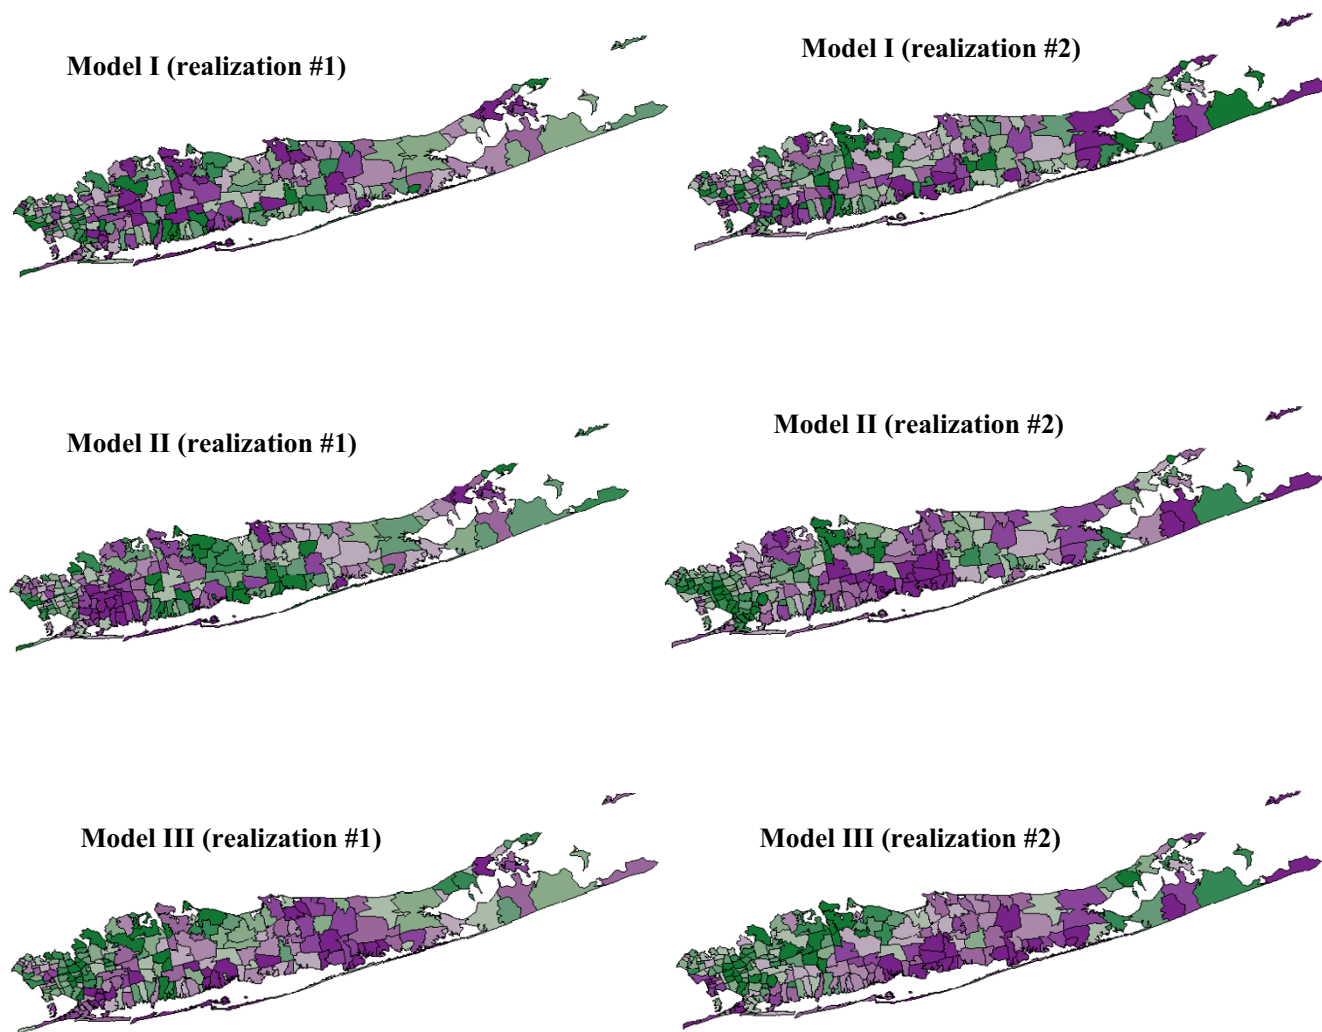 Model I (realization #1)
Model I (realization #2)
Model II (realization #1)
Model II (realization #2)
Model III (realization #1)
Model III (realization #2)